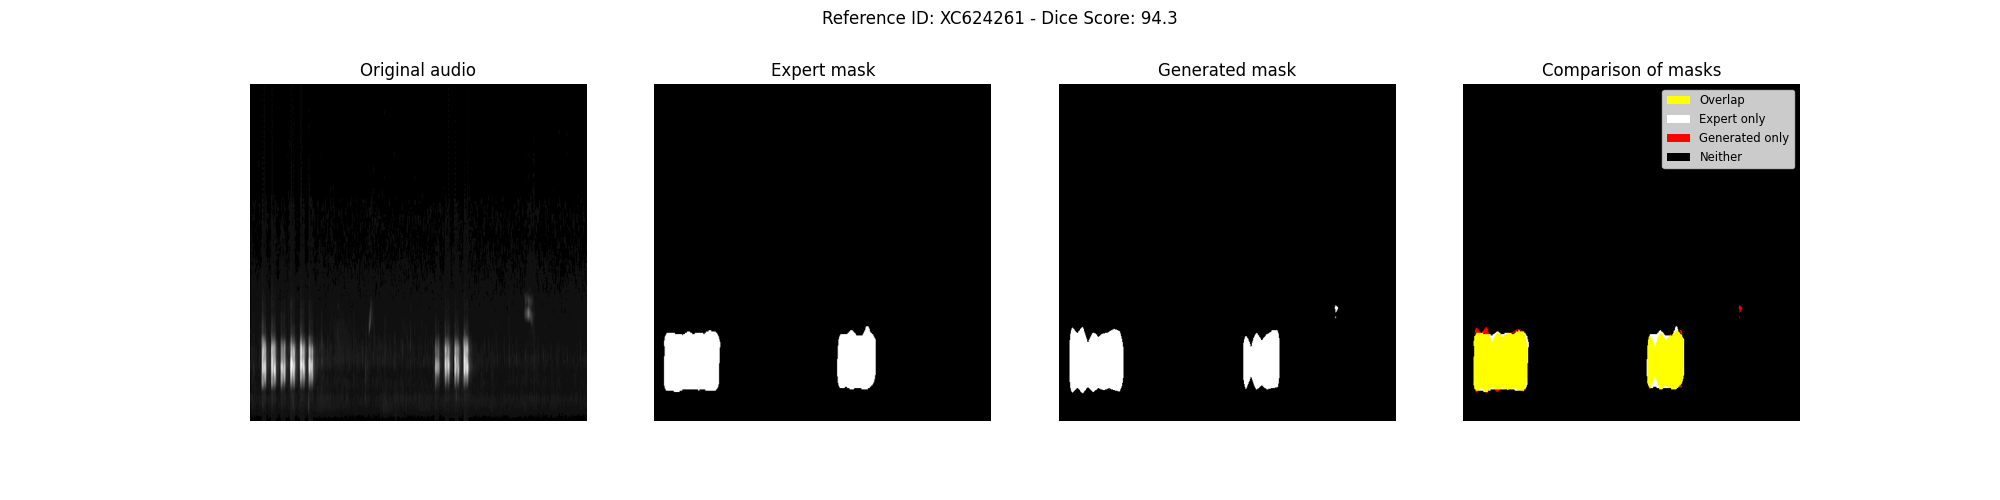 Reference ID: XC624261 - Dice Score: 94.3
Original audio
Expert mask
Generated mask
Comparison of masks
Overlap
Expert only
Generated only
Neither